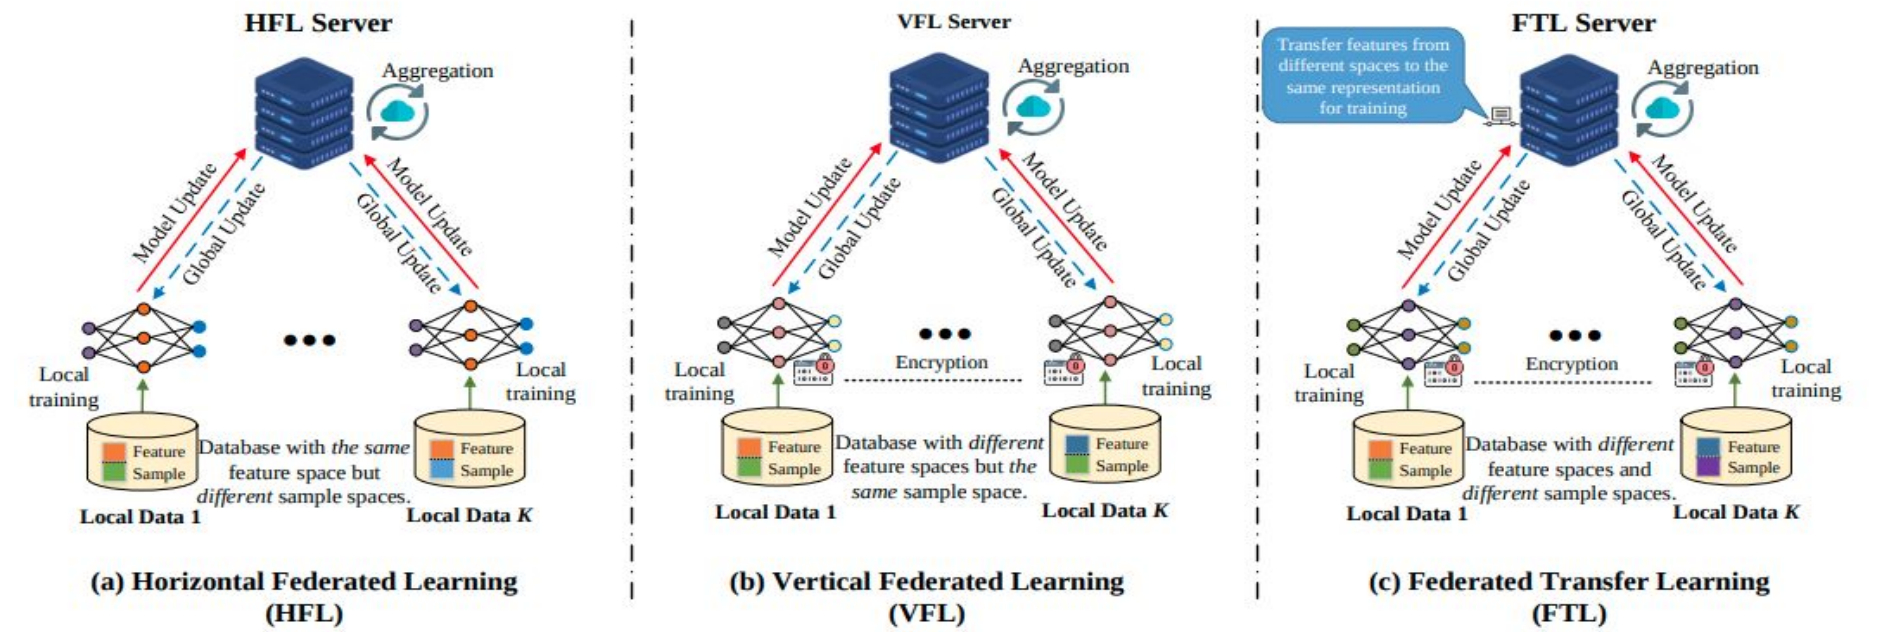 HFL Server
Aggregation
Model Update
Global Update
Model Update
Global Update
Local
training
Local
training
Feature
Sample
Database with the same
feature space but
different sample spaces.
Feature
Sample
Local Data 1
Local Data K
(a) Horizontal Federated Learning
(HFL)
VFL Server
Aggregation
Model Update
Global Update
Model Update
Global Update
Local
training
Encryption
Local
training
Feature
Sample
Database with different
feature spaces but the
same sample space.
Feature
Sample
Local Data 1
Local Data K
(b) Vertical Federated Learning
(VFL)
FTL Server
Transfer features from
different spaces to the
same representation
for training
Aggregation
Model Update
Global Update
Model Update
Global Update
Local
training
Encryption
Local
training
Feature
Sample
Database with different
feature spaces and
different sample spaces.
Feature
Sample
Local Data 1
Local Data K
(c) Federated Transfer Learning
(FTL)